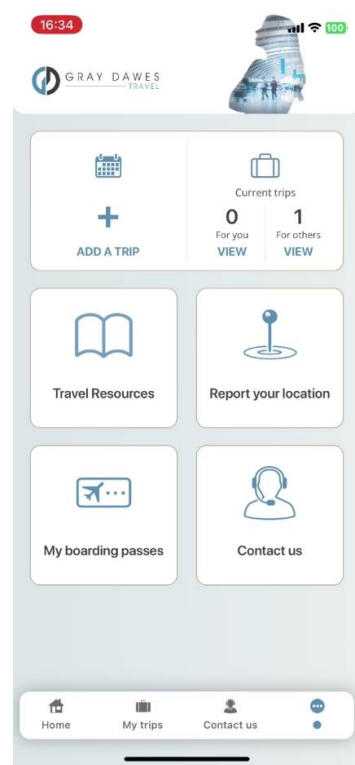 16:34
100
GRAY DAWES
TRAVEL
Current trips
0
1
For you
For others
ADD A TRIP
VIEW
VIEW
Travel Resources
Report your location
My boarding passes
Contact us
Home
My trips
Contact us